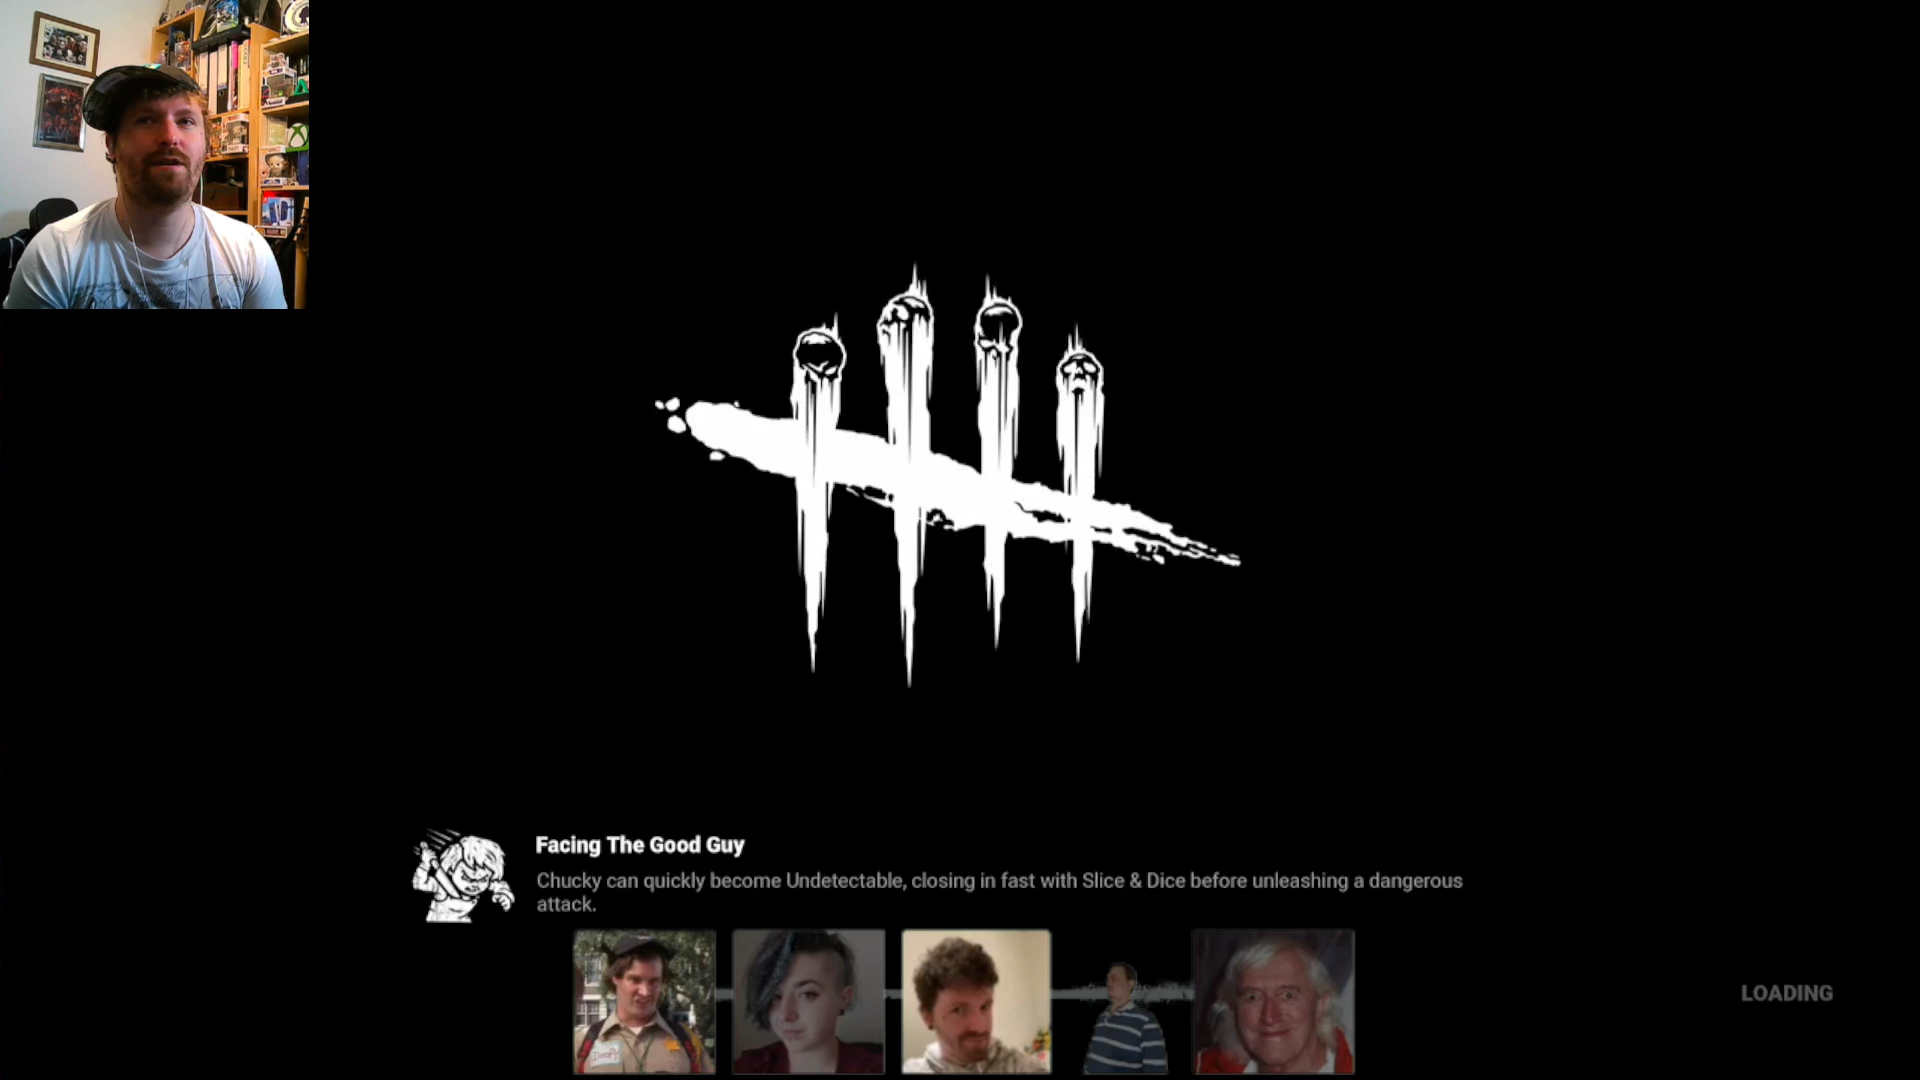 Facing The Good Guy
Chucky can quickly become Undetectable, closing in fast with Slice & Dice before unleashing a dangerous
attack.
Doofy
LOADING